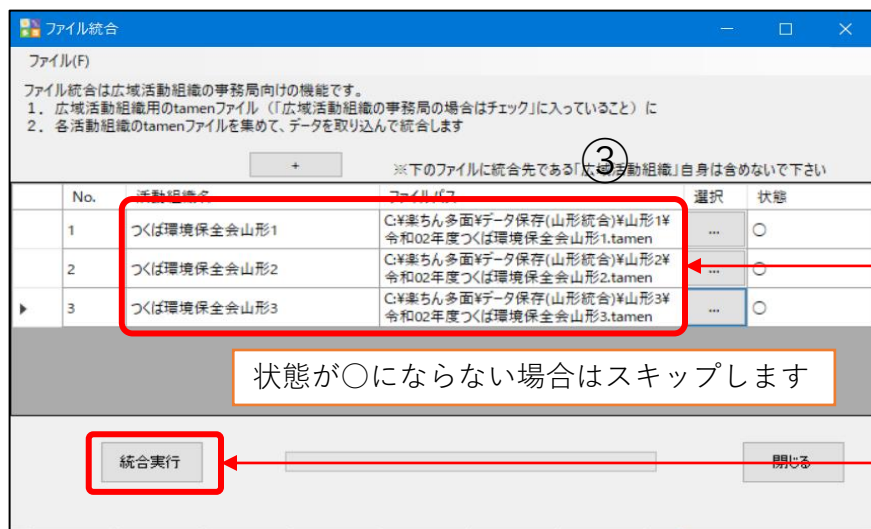 ファイル統合
ファイル(F)
ファイル統合は広域活動組織の事務局向けの機能です。
1. 広域活動組織用のtamenファイル（「広域活動組織の事務局の場合はチェック」に入っていること）に
2. 各活動組織のtamenファイルを集めて、データを取り込んで統合します
+
③
※下のファイルに統合先である「広域活動組織」自身は含めないで下さい
No. 活動組織名 ファイルパス 選択 状態
1 つくば環境保全会山形1 C:¥楽ちん多面¥データ保存(山形統合)¥山形1¥ ... ○
令和02年度つくば環境保全会山形1.tamen
2 つくば環境保全会山形2 C:¥楽ちん多面¥データ保存(山形統合)¥山形2¥ ... ○
令和02年度つくば環境保全会山形2.tamen
3 つくば環境保全会山形3 C:¥楽ちん多面¥データ保存(山形統合)¥山形3¥ ... ○
令和02年度つくば環境保全会山形3.tamen
状態が○にならない場合はスキップします
統合実行
閉じる